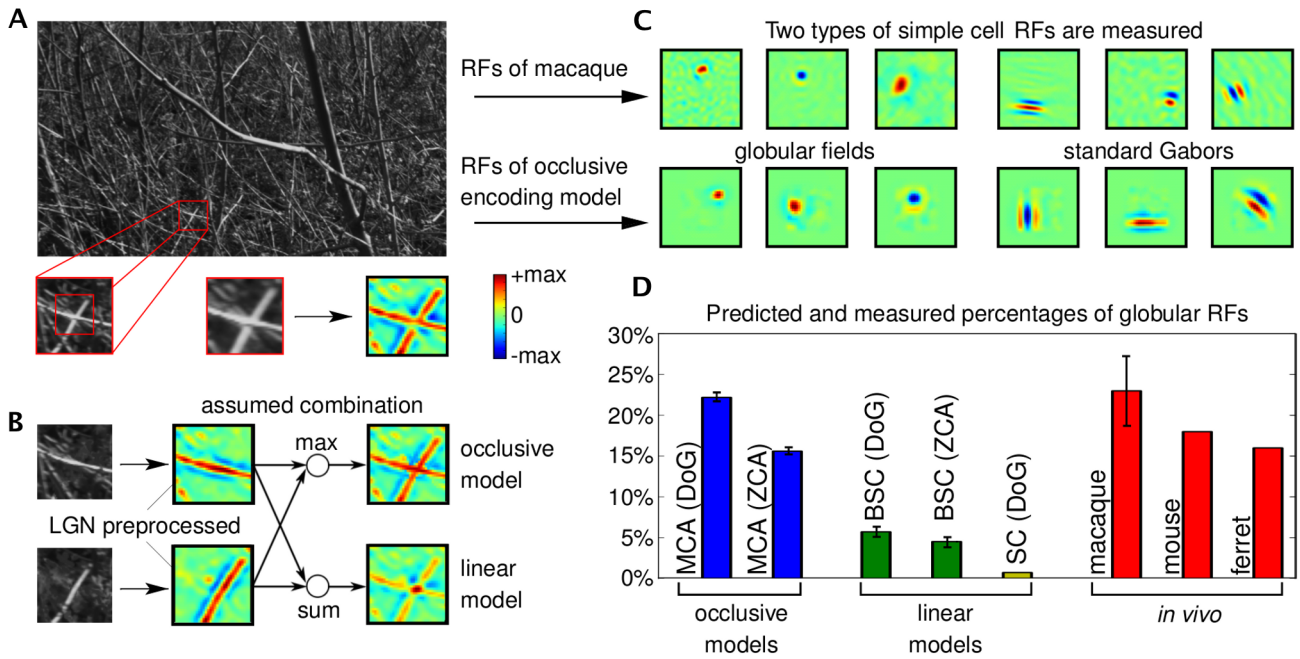 A
RFs of macaque
RFs of occlusive
encoding model
+max
0
-max
B
assumed combination
max
occlusive
model
LGN preprocessed
linear
model
sum
C
Two types of simple cell RFs are measured
globular fields
standard Gabors
D
Predicted and measured percentages of globular RFs
30%
25%
20%
15%
10%
5%
0%
MCA (DoG)
MCA (ZCA)
BSC (DoG)
BSC (ZCA)
SC (DoG)
macaque
mouse
ferret
occlusive
models
linear
models
in vivo